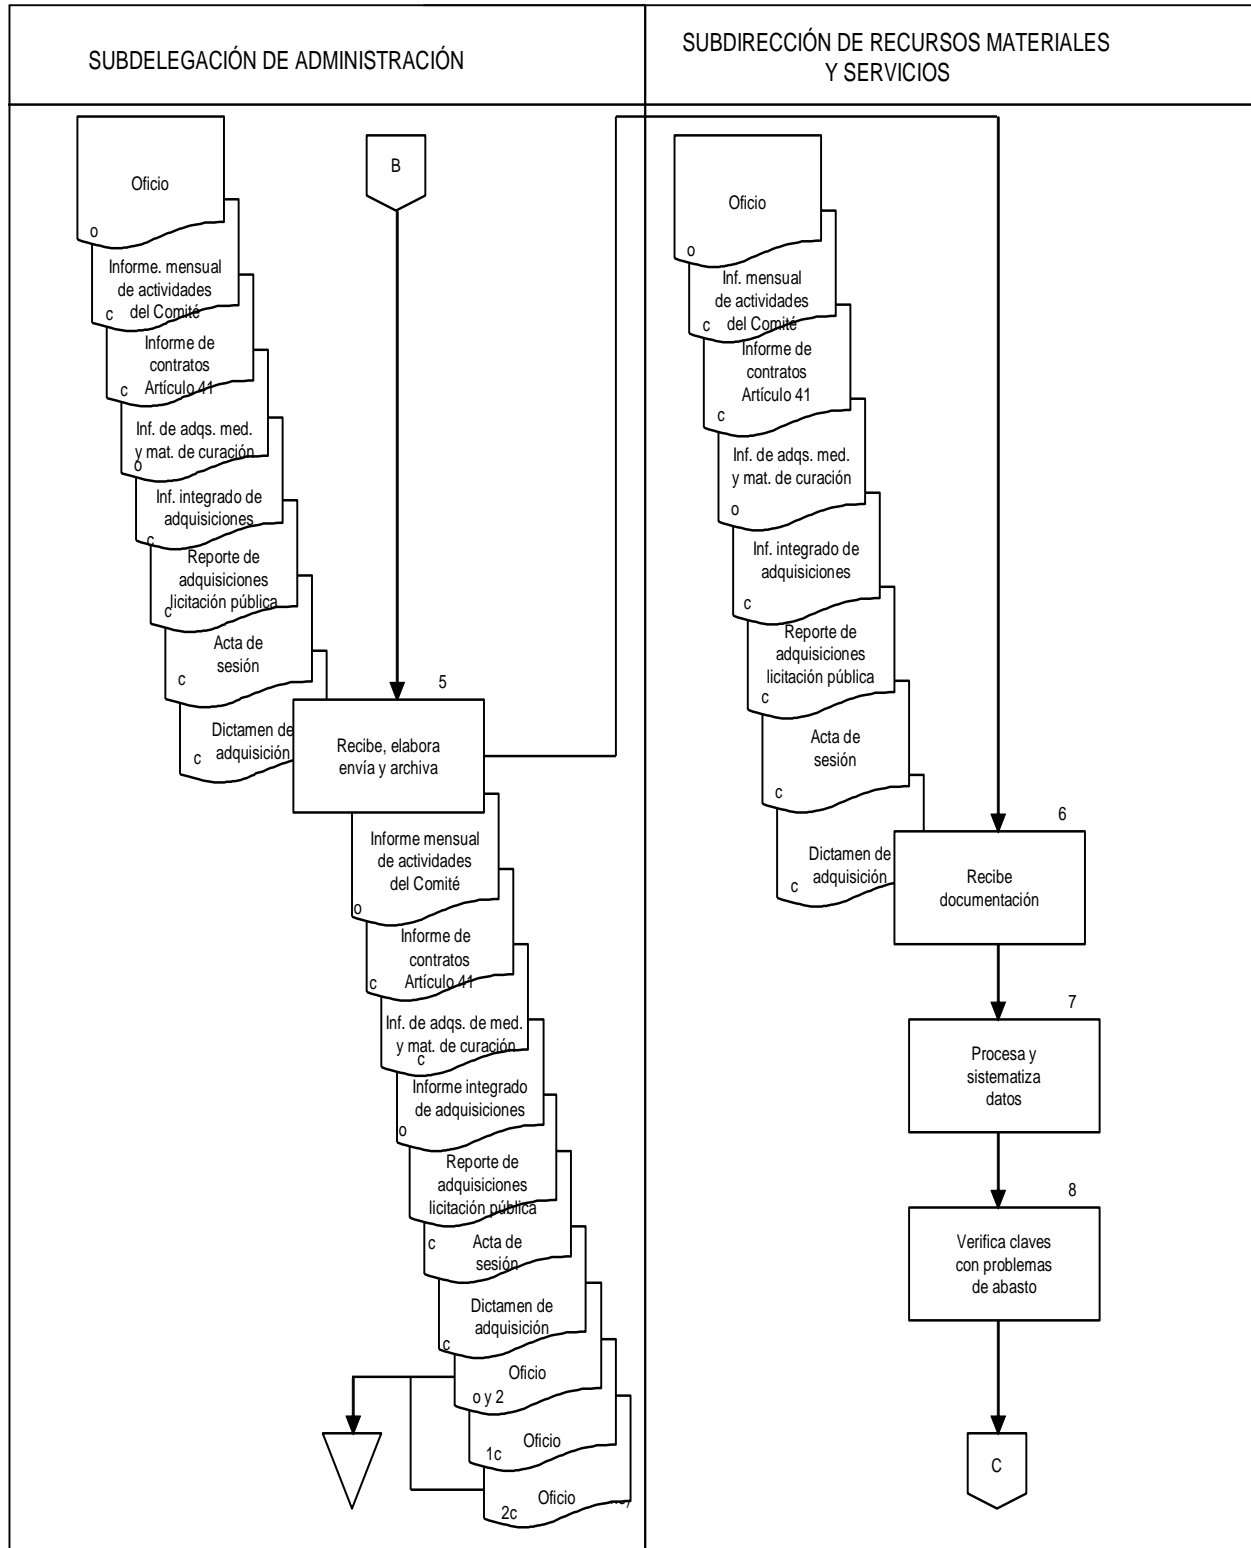 SUBDELEGACIÓN DE ADMINISTRACIÓN
SUBDIRECCIÓN DE RECURSOS MATERIALES
Y SERVICIOS
Oficio
o
Informe. mensual
de actividades
c del Comité
Informe de
contratos
c Artículo 41
Inf. de adqs. med.
y mat. de curación
o
Inf. integrado de
adquisiciones
c
Reporte de
adquisiciones
licitación pública
c
Acta de
sesión
c
Dictamen de
c adquisición
B
5
Recibe, elabora
envía y archiva
Informe mensual
de actividades
del Comité
o
Informe de
contratos
c Artículo 41
Inf. de adqs. de med.
y mat. de curación
c
Informe integrado
de adquisiciones
o
Reporte de
adquisiciones
licitación pública
c Acta de
sesión
Dictamen de
adquisición
c
Oficio
o y 2
Oficio
1c
Oficio
2c
Oficio
o
Inf. mensual
de actividades
c del Comité
Informe de
contratos
Artículo 41
c
Inf. de adqs. med.
y mat. de curación
o
Inf. integrado de
adquisiciones
c
Reporte de
adquisiciones
licitación pública
c
Acta de
sesión
c
Dictamen de
adquisición
c
6
Recibe
documentación
7
Procesa y
sistematiza
datos
8
Verifica claves
con problemas
de abasto
C